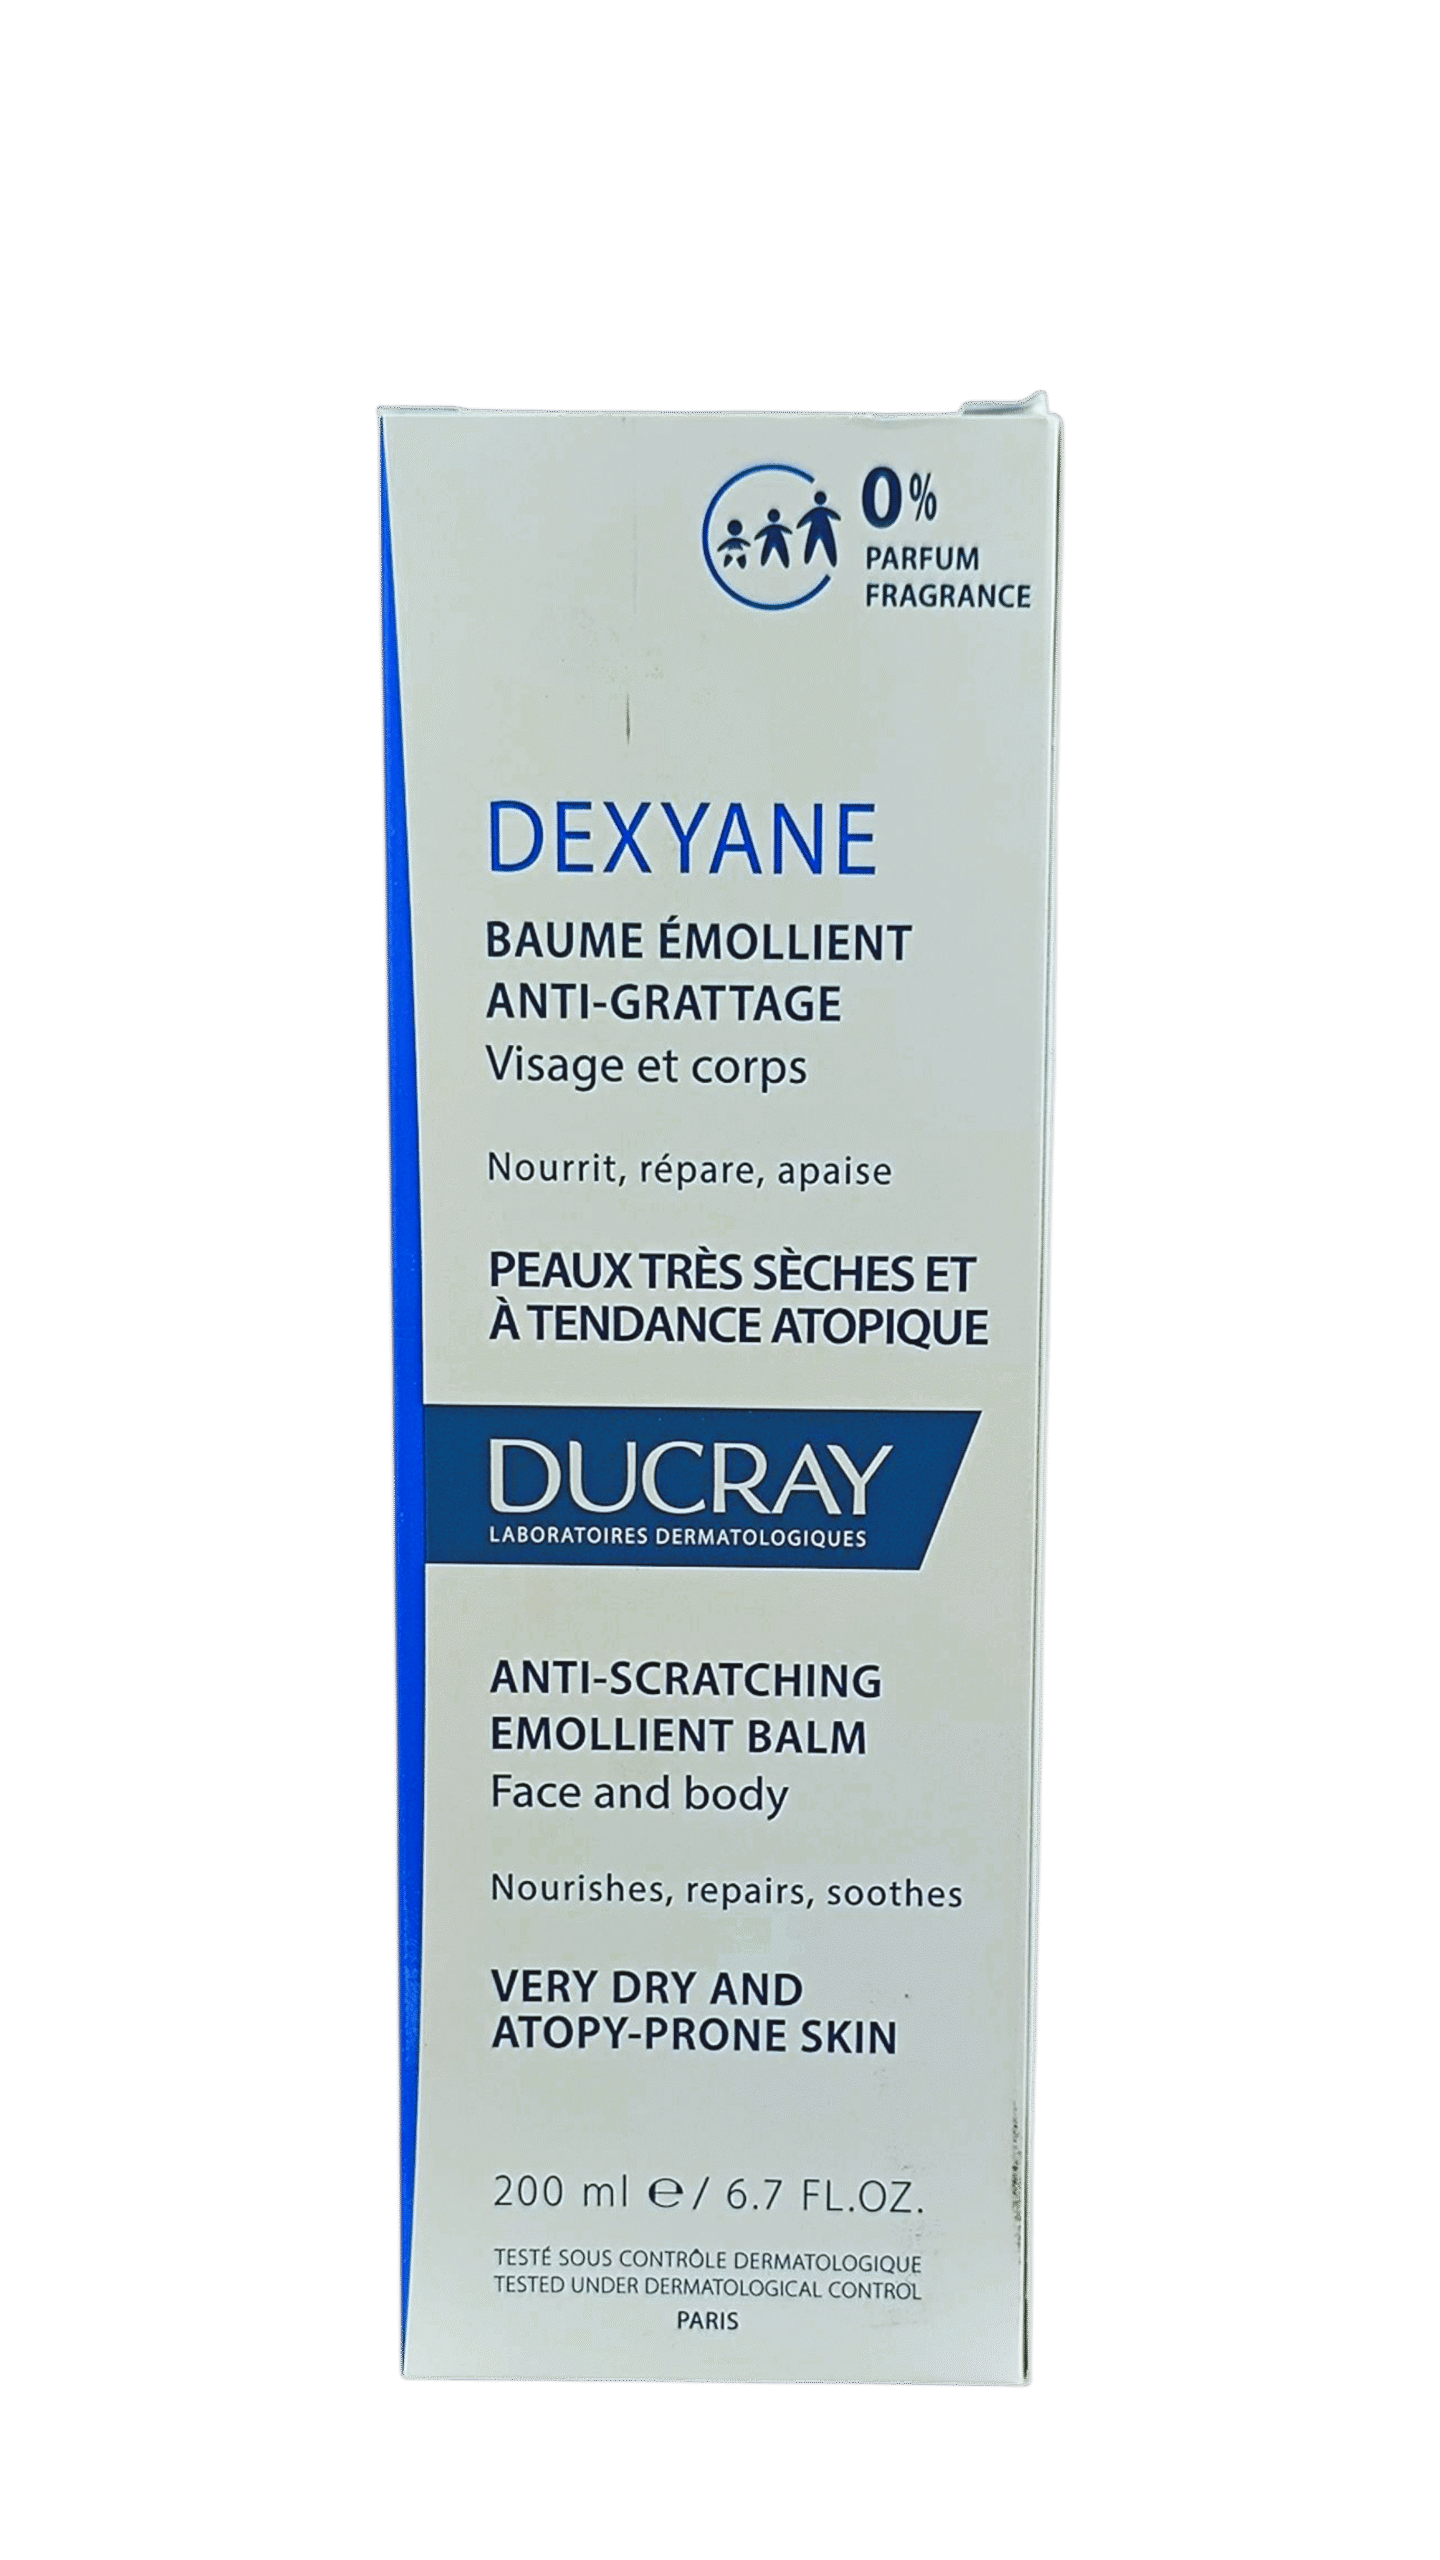 0%
PARFUM
FRAGRANCE
DEXYANE
BAUME ÉMOLLIENT
ANTI-GRATTAGE
Visage et corps
Nourrit, répare, apaise
PEAUX TRÈS SÈCHES ET
À TENDANCE ATOPIQUE
DUCRAY
LABORATOIRES DERMATOLOGIQUES
ANTI-SCRATCHING
EMOLLIENT BALM
Face and body
Nourishes, repairs, soothes
VERY DRY AND
ATOPY-PRONE SKIN
200 ml ℮ / 6.7 FL.OZ.
TESTÉ SOUS CONTRÔLE DERMATOLOGIQUE
TESTED UNDER DERMATOLOGICAL CONTROL
PARIS